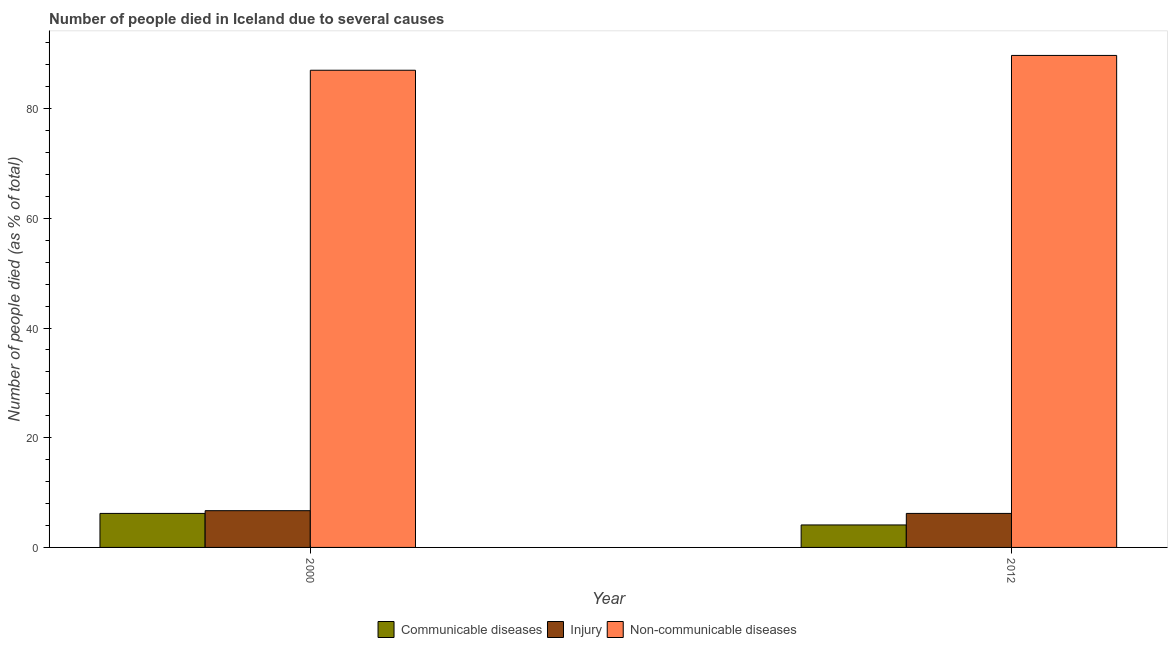 Number of people died in Iceland due to several causes
Number of people died (as % of total)
80
60
40
20
0
2000
2012
Year
Communicable diseases
Injury
Non-communicable diseases